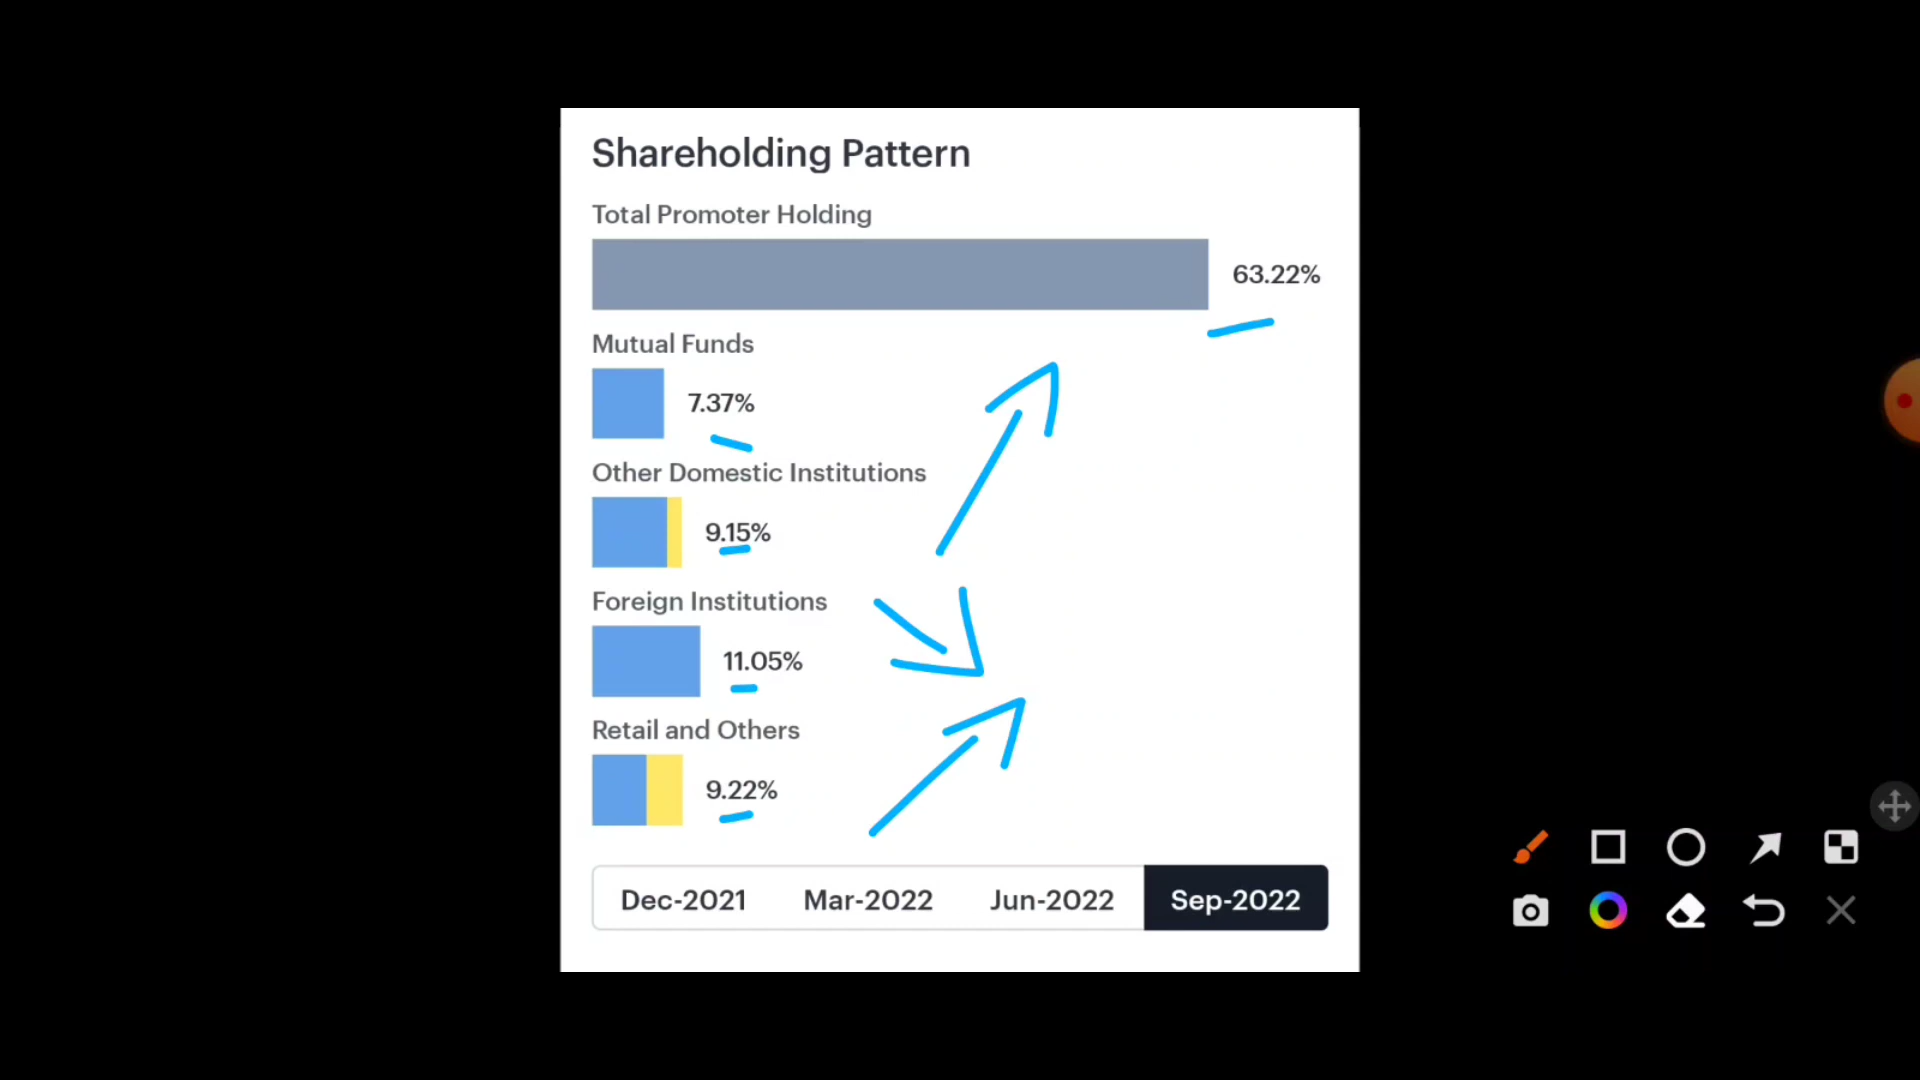 Shareholding Pattern
Total Promoter Holding
63.22%
Mutual Funds
7.37%
Other Domestic Institutions
9.15%
Foreign Institutions
11.05%
Retail and Others
9.22%
Dec-2021 Mar-2022 Jun-2022 Sep-2022